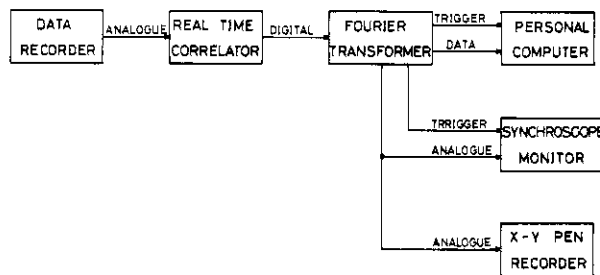 DATA
RECORDER
ANALOGUE
REAL TIME
CORRELATOR
DIGITAL
FOURIER
TRANSFORMER
TRIGGER
DATA
PERSONAL
COMPUTER
TRRIGGER
ANALOGUE
SYNCHROSCOPE
MONITOR
ANALOGUE
X-Y PEN
RECORDER